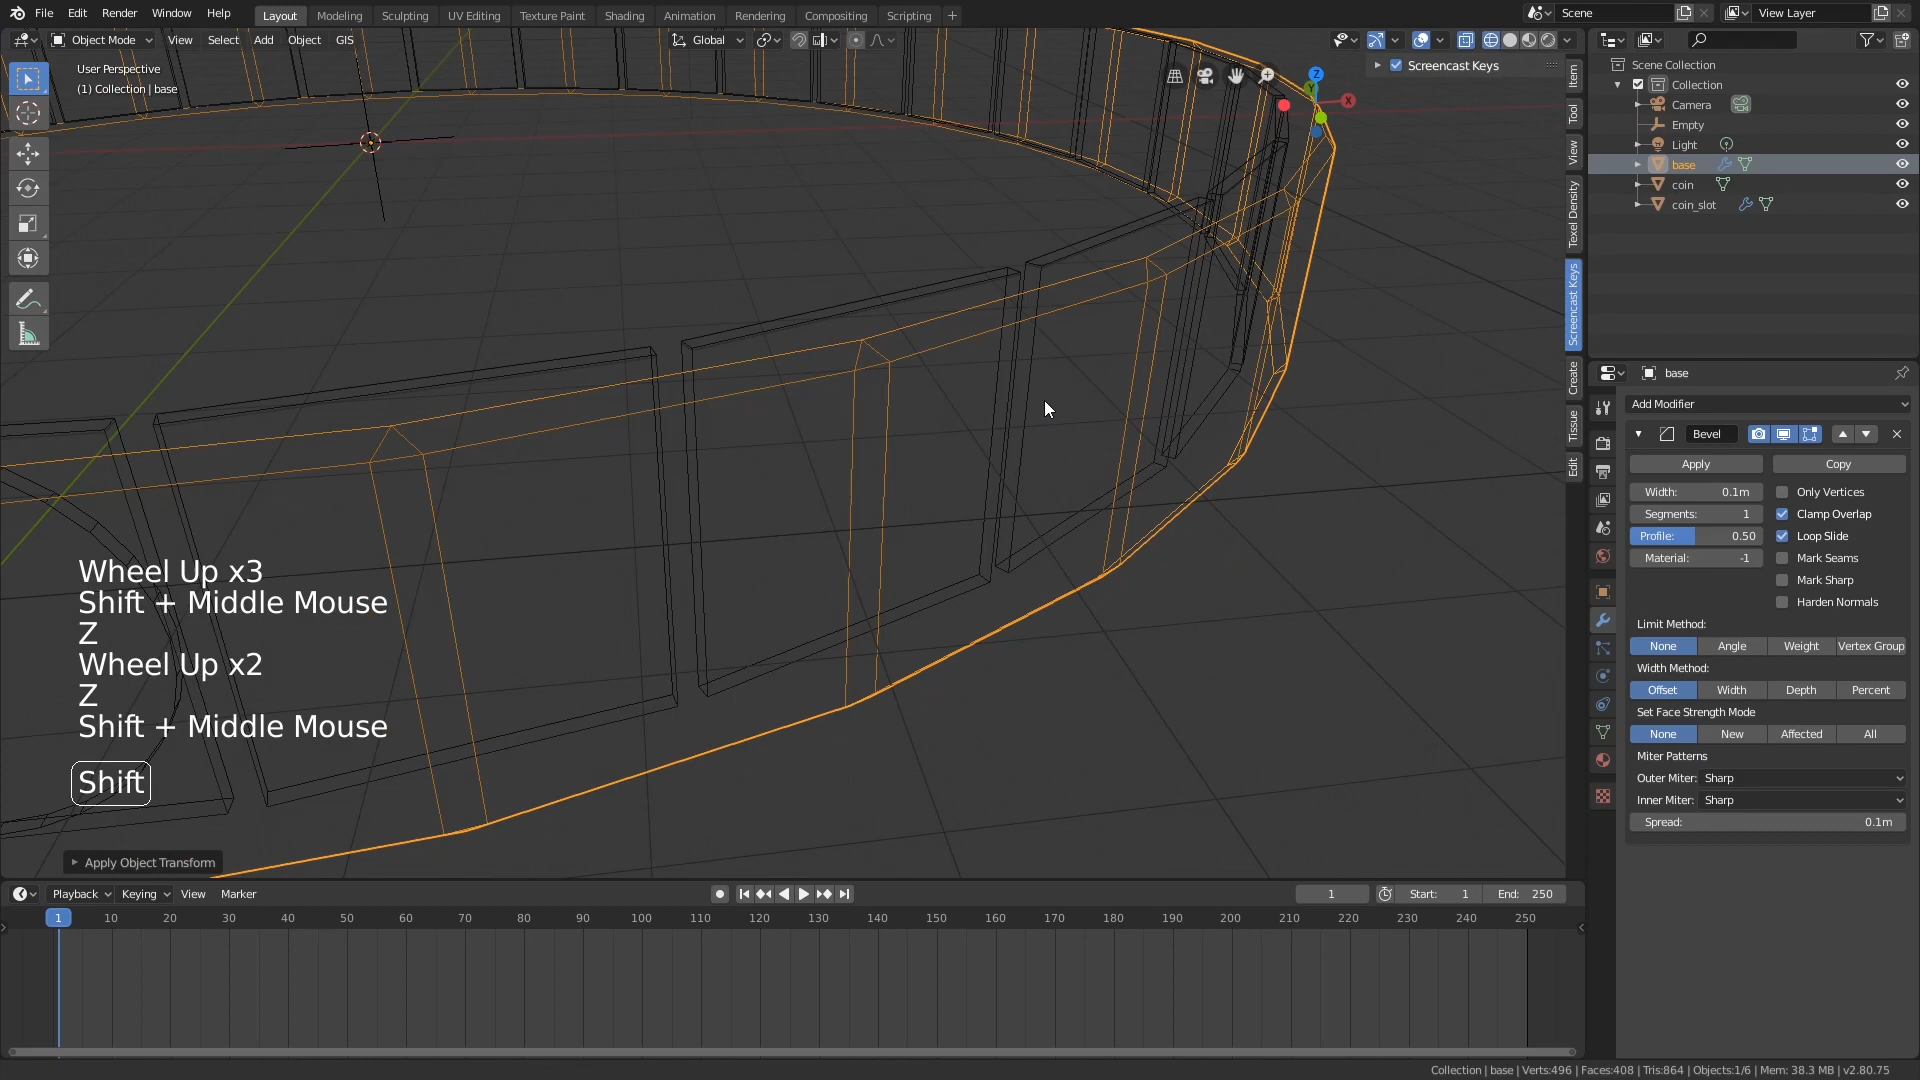 File Edit Render Window Help
Layout Modeling Sculpting UV Editing Texture Paint Shading Animation Rendering Compositing Scripting +
Scene
View Layer
Object Mode View Select Add Object GIS
Global
User Perspective
(1) Collection | base
Screencast Keys
Z
Y
X
Item
Tool
View
Texel Density
Screencast Keys
Create
Tissue
Edit
Wheel Up x3
Shift + Middle Mouse
Z
Wheel Up x2
Z
Shift + Middle Mouse
Shift
Apply Object Transform
Scene Collection
Collection
Camera
Empty
Light
base
coin
coin_slot
base
Add Modifier
Bevel
Apply Copy
Width: 0.1m Only Vertices
Segments: 1 Clamp Overlap
Profile: 0.50 Loop Slide
Material: -1 Mark Seams
Mark Sharp
Harden Normals
Limit Method:
None Angle Weight Vertex Group
Width Method:
Offset Width Depth Percent
Set Face Strength Mode
None New Affected All
Miter Patterns
Outer Miter: Sharp
Inner Miter: Sharp
Spread: 0.1m
Playback Keying View Marker
1
Start: 1 End: 250
1 10 20 30 40 50 60 70 80 90 100 110 120 130 140 150 160 170 180 190 200 210 220 230 240 250
Collection | base | Verts:496 | Faces:408 | Tris:864 | Objects:1/6 | Mem: 38.3 MB | v2.80.75